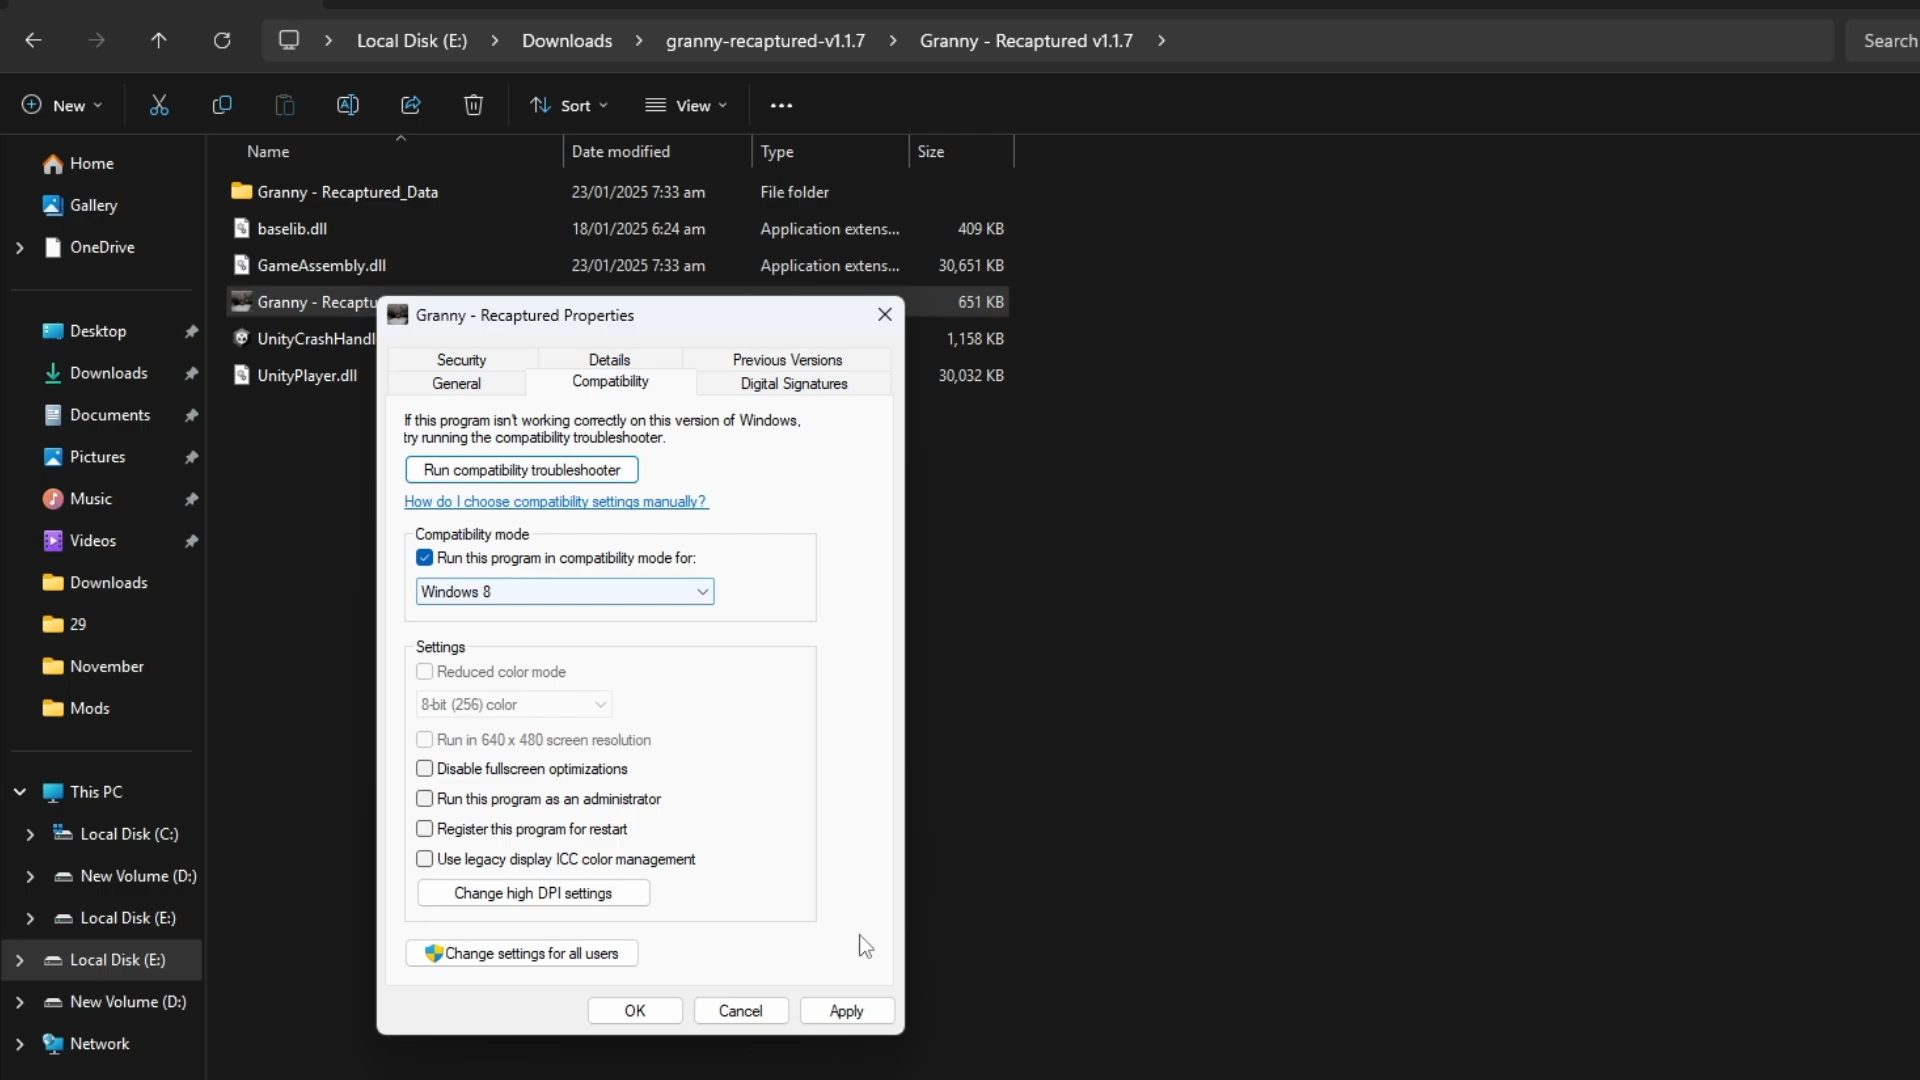 Local Disk (E:) > Downloads > granny-recaptured-v1.1.7 > Granny - Recaptured v1.1.7 >
Search
New
Sort
View
Home
Gallery
OneDrive
Desktop
Downloads
Documents
Pictures
Music
Videos
Downloads
29
November
Mods
This PC
Local Disk (C:)
New Volume (D:)
Local Disk (E:)
Local Disk (E:)
New Volume (D:)
Network
Name Date modified Type Size
Granny - Recaptured_Data 23/01/2025 7:33 am File folder
baselib.dll 18/01/2025 6:24 am Application extens... 409 KB
GameAssembly.dll 23/01/2025 7:33 am Application extens... 30,651 KB
Granny - Recaptu 651 KB
UnityCrashHandl 1,158 KB
UnityPlayer.dll 30,032 KB
Granny - Recaptured Properties
Security Details Previous Versions
General Compatibility Digital Signatures
If this program isn't working correctly on this version of Windows,
try running the compatibility troubleshooter.
Run compatibility troubleshooter
How do I choose compatibility settings manually?
Compatibility mode
Run this program in compatibility mode for:
Windows 8
Settings
Reduced color mode
8-bit (256) color
Run in 640 x 480 screen resolution
Disable fullscreen optimizations
Run this program as an administrator
Register this program for restart
Use legacy display ICC color management
Change high DPI settings
Change settings for all users
OK Cancel Apply